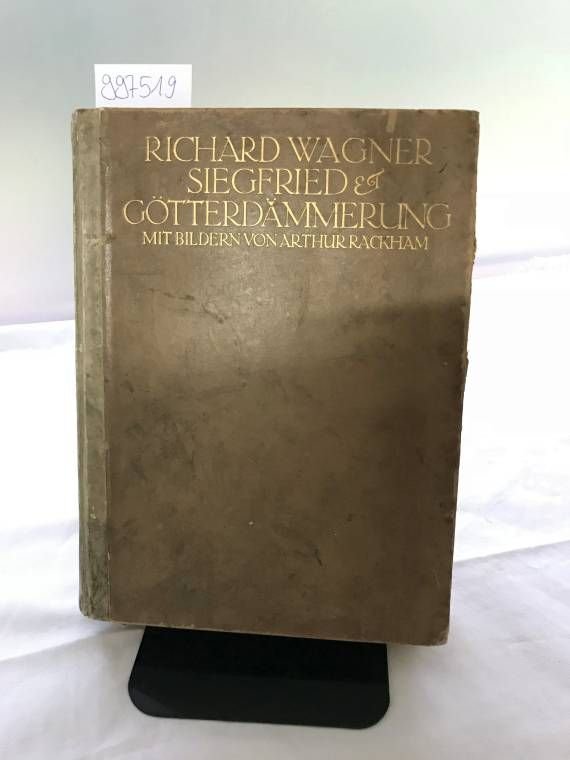 997519
RICHARD WAGNER
SIEGFRIED &
GÖTTERDÄMMERUNG
MIT BILDERN VON ARTHUR RACKHAM